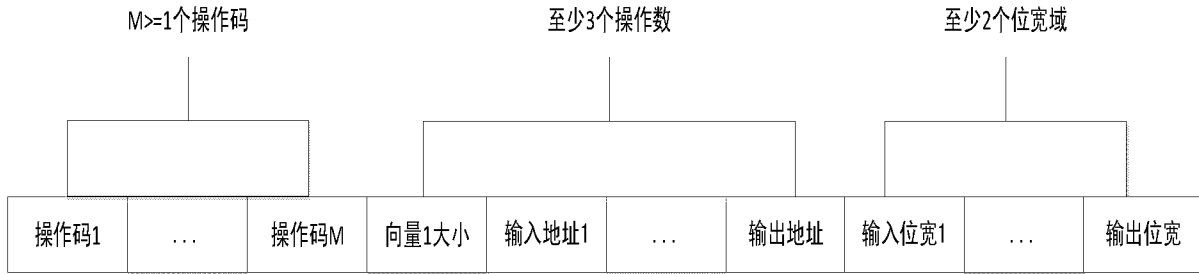 M>=1个操作码 至少3个操作数 至少2个位宽域
操作码1 ... 操作码M 向量1大小 输入地址1 ... 输出地址 输入位宽1 ... 输出位宽